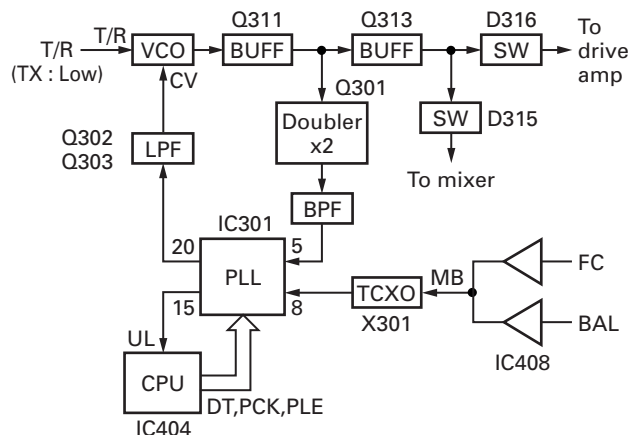 Q311
Q313
D316
T/R
T/R
(TX : Low)
VCO
BUFF
BUFF
SW
To
drive
amp
CV
Q301
Q302
Q303
LPF
Doubler
x2
SW
D315
To mixer
BPF
IC301
20
5
PLL
15
8
MB
TCXO
X301
FC
BAL
IC408
UL
CPU
DT,PCK,PLE
IC404